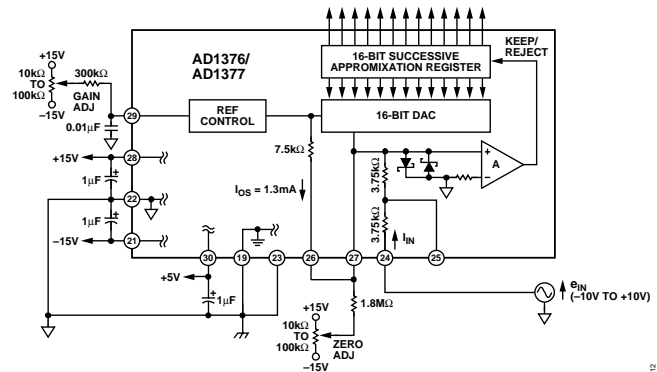 +15V
10kΩ
TO
100kΩ
–15V
300kΩ
GAIN
ADJ
0.01µF
AD1376/
AD1377
16-BIT SUCCESSIVE
APPROMIXATION REGISTER
KEEP/
REJECT
29
REF
CONTROL
16-BIT DAC
7.5kΩ
A
+
–
+15V
28
1µF
+
IOS = 1.3mA
3.75kΩ
22
1µF
+
3.75kΩ
IIN
–15V
21
30
19
23
26
27
24
25
+5V
+
1µF
1.8MΩ
eIN
(–10V TO +10V)
+15V
10kΩ
TO
100kΩ
–15V
ZERO
ADJ
12